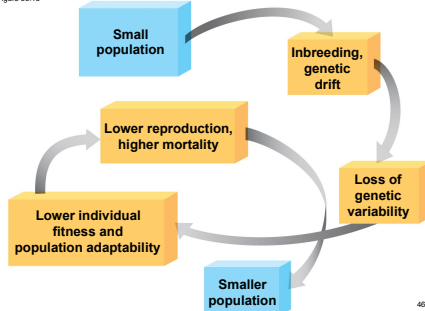 Small
population
Inbreeding,
genetic
drift
Lower reproduction,
higher mortality
Loss of
genetic
variability
Lower individual
fitness and
population adaptability
Smaller
population
46